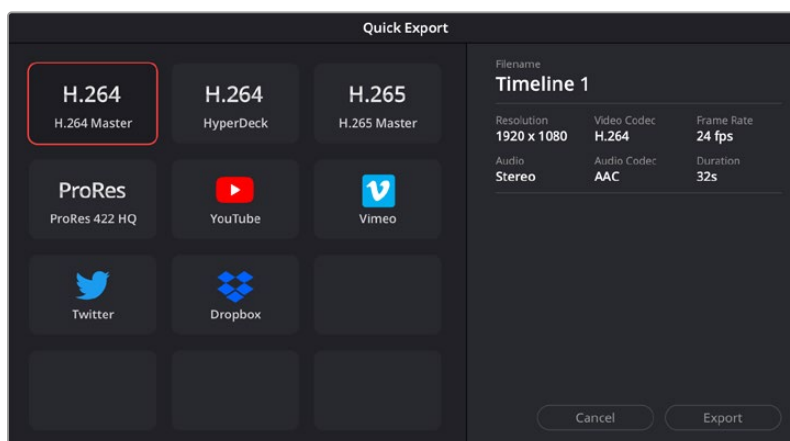 Quick Export
H.264
H.264 Master
H.264
HyperDeck
H.265
H.265 Master
ProRes
ProRes 422 HQ
YouTube
Vimeo
Twitter
Dropbox
Filename
Timeline 1
Resolution
1920 x 1080
Video Codec
H.264
Frame Rate
24 fps
Audio
Stereo
Audio Codec
AAC
Duration
32s
Cancel
Export